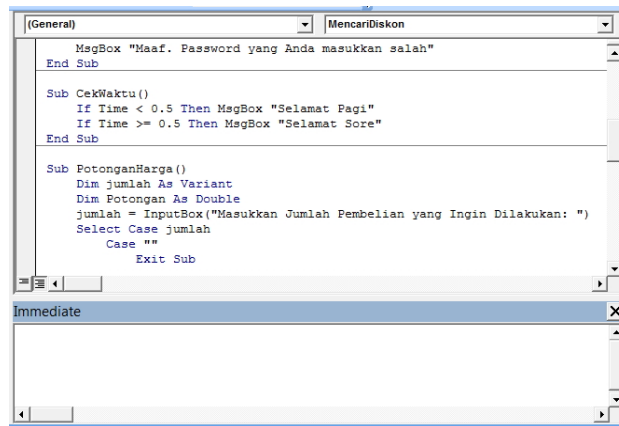 (General)
MencariDiskon
MsgBox "Maaf. Password yang Anda masukkan salah"
End Sub
Sub CekWaktu()
If Time < 0.5 Then MsgBox "Selamat Pagi"
If Time >= 0.5 Then MsgBox "Selamat Sore"
End Sub
Sub PotonganHarga()
Dim jumlah As Variant
Dim Potongan As Double
jumlah = InputBox("Masukkan Jumlah Pembelian yang Ingin Dilakukan: ")
Select Case jumlah
Case ""
Exit Sub
Immediate